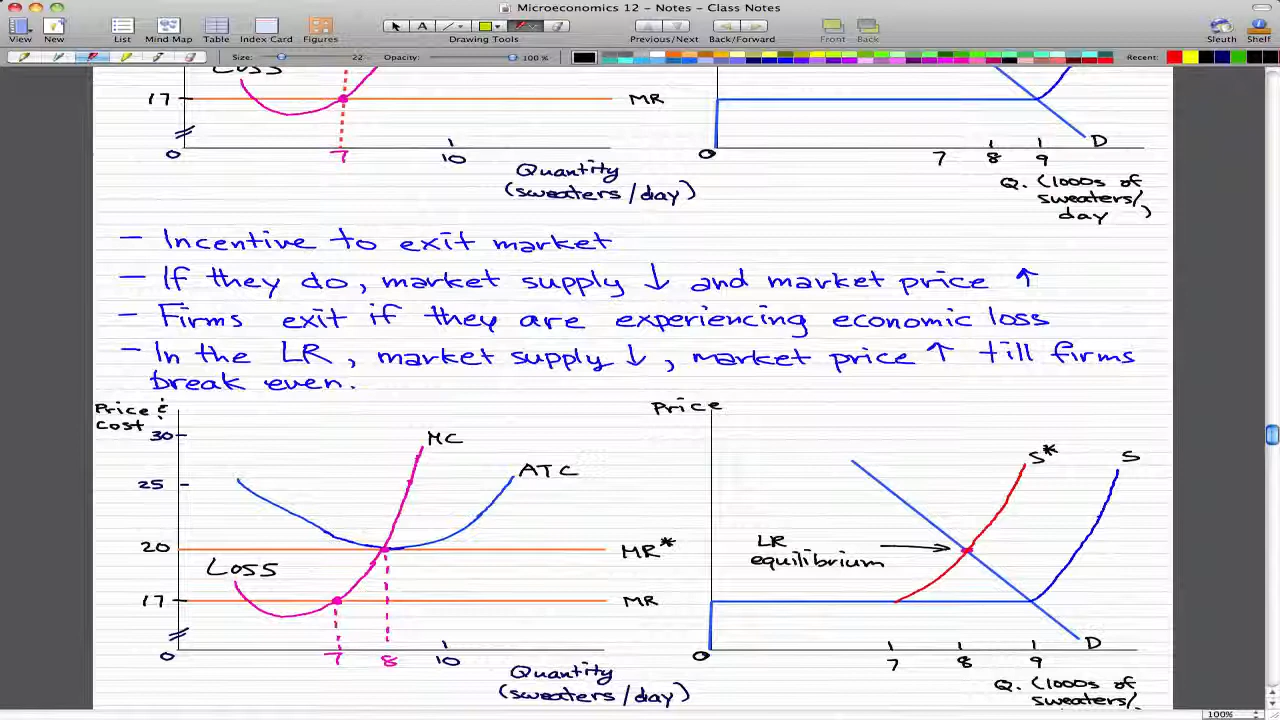 Microeconomics 12 - Notes - Class Notes
View
New
List
Mind Map
Table
Index Card
Figures
Drawing Tools
Previous/Next
Back/Forward
Front
Back
Sleuth
Shelf
Size:
22
Opacity:
100 %
Recent:
Loss
17
MR
0
7
10
Quantity
(sweaters/day)
0
7
8
9
D
Q. (1000s of
sweaters/
day )
- Incentive to exit market
- If they do, market supply ↓ and market price ↑
- Firms exit if they are experiencing economic loss
- In the LR, market supply ↓, market price ↑ till firms
break even.
Price &
Cost
30
25
20
17
0
MC
ATC
MR*
Loss
MR
7
8
10
Quantity
(sweaters/day)
Price
S*
S
LR
equilibrium
0
7
8
9
D
Q. (1000s of
sweaters/
100%